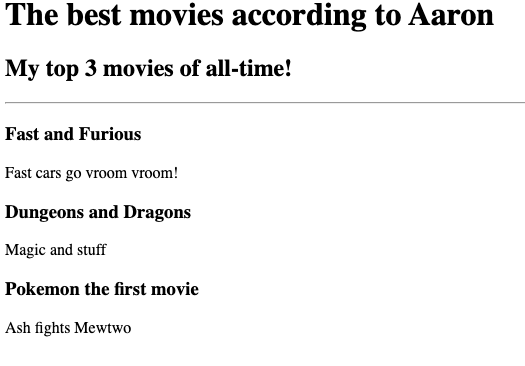 The best movies according to Aaron
My top 3 movies of all-time!
Fast and Furious
Fast cars go vroom vroom!
Dungeons and Dragons
Magic and stuff
Pokemon the first movie
Ash fights Mewtwo